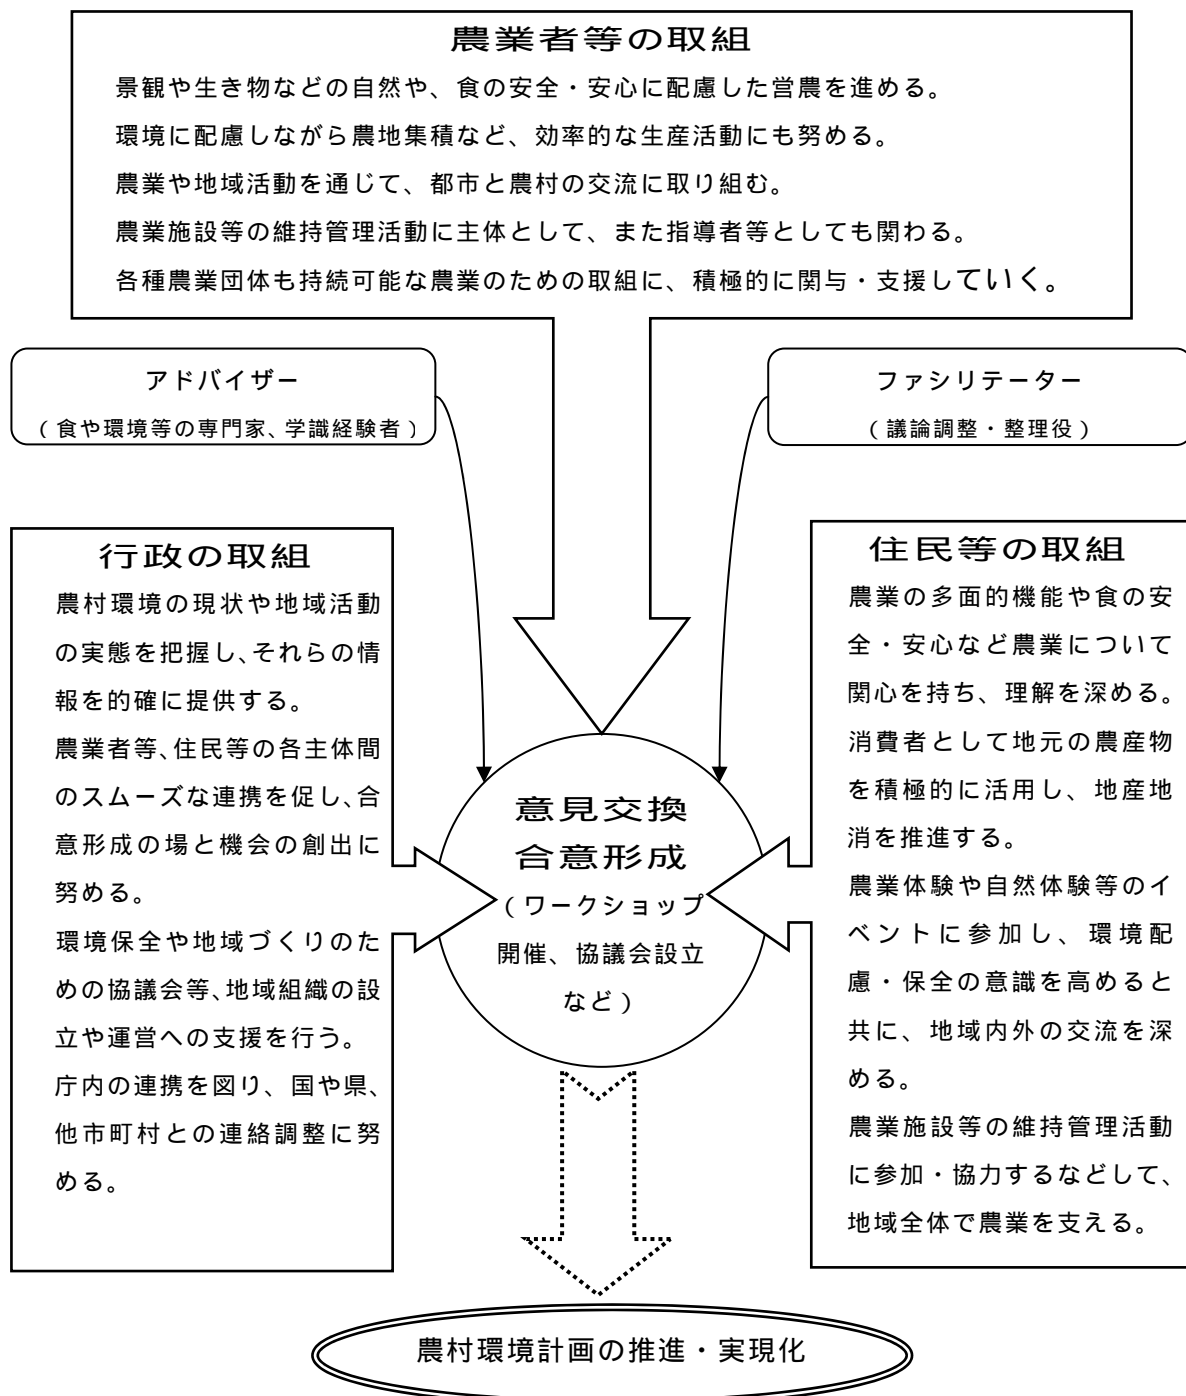 農業者等の取組
景観や生き物などの自然や、食の安全・安心に配慮した営農を進める。
環境に配慮しながら農地集積など、効率的な生産活動にも努める。
農業や地域活動を通じて、都市と農村の交流に取り組む。
農業施設等の維持管理活動に主体として、また指導者等としても関わる。
各種農業団体も持続可能な農業のための取組に、積極的に関与・支援していく。
アドバイザー
（食や環境等の専門家、学識経験者）
ファシリテーター
（議論調整・整理役）
行政の取組
農村環境の現状や地域活動
の実態を把握し、それらの情
報を的確に提供する。
農業者等、住民等の各主体間
のスムーズな連携を促し、合
意形成の場と機会の創出に
努める。
環境保全や地域づくりのた
めの協議会等、地域組織の設
立や運営への支援を行う。
庁内の連携を図り、国や県、
他市町村との連絡調整に努
める。
意見交換
合意形成
（ワークショップ
開催、協議会設立
など）
住民等の取組
農業の多面的機能や食の安
全・安心など農業について
関心を持ち、理解を深める。
消費者として地元の農産物
を積極的に活用し、地産地
消を推進する。
農業体験や自然体験等のイ
ベントに参加し、環境配
慮・保全の意識を高めると
共に、地域内外の交流を深
める。
農業施設等の維持管理活動
に参加・協力するなどして、
地域全体で農業を支える。
農村環境計画の推進・実現化